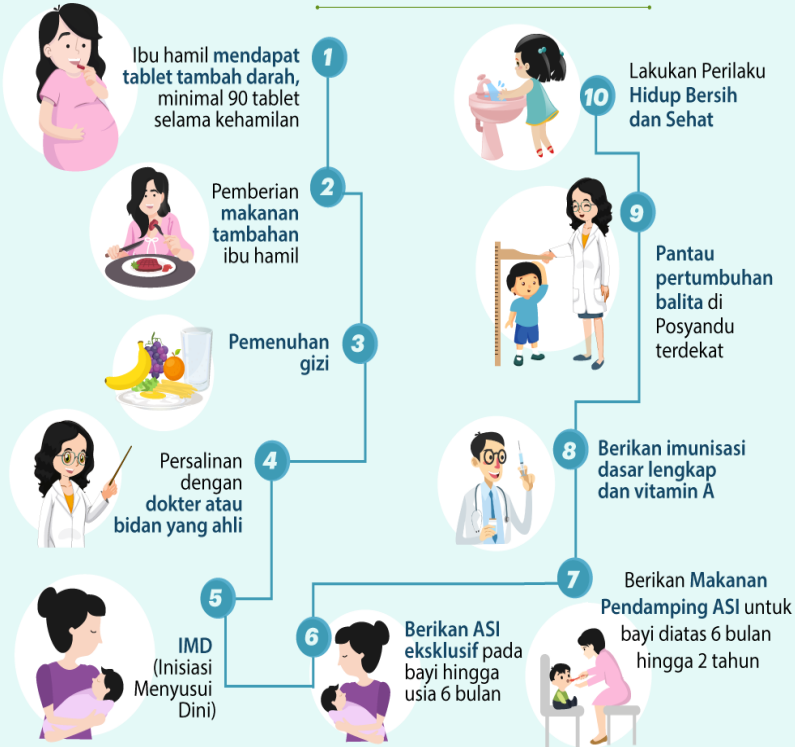 1
Ibu hamil mendapat
tablet tambah darah,
minimal 90 tablet
selama kehamilan
2
Pemberian
makanan
tambahan
ibu hamil
3
Pemenuhan
gizi
4
Persalinan
dengan
dokter atau
bidan yang ahli
5
IMD
(Inisiasi
Menyusui
Dini)
6
Berikan ASI
eksklusif pada
bayi hingga
usia 6 bulan
7
Berikan Makanan
Pendamping ASI untuk
bayi diatas 6 bulan
hingga 2 tahun
8
Berikan imunisasi
dasar lengkap
dan vitamin A
9
Pantau
pertumbuhan
balita di
Posyandu
terdekat
10
Lakukan Perilaku
Hidup Bersih
dan Sehat